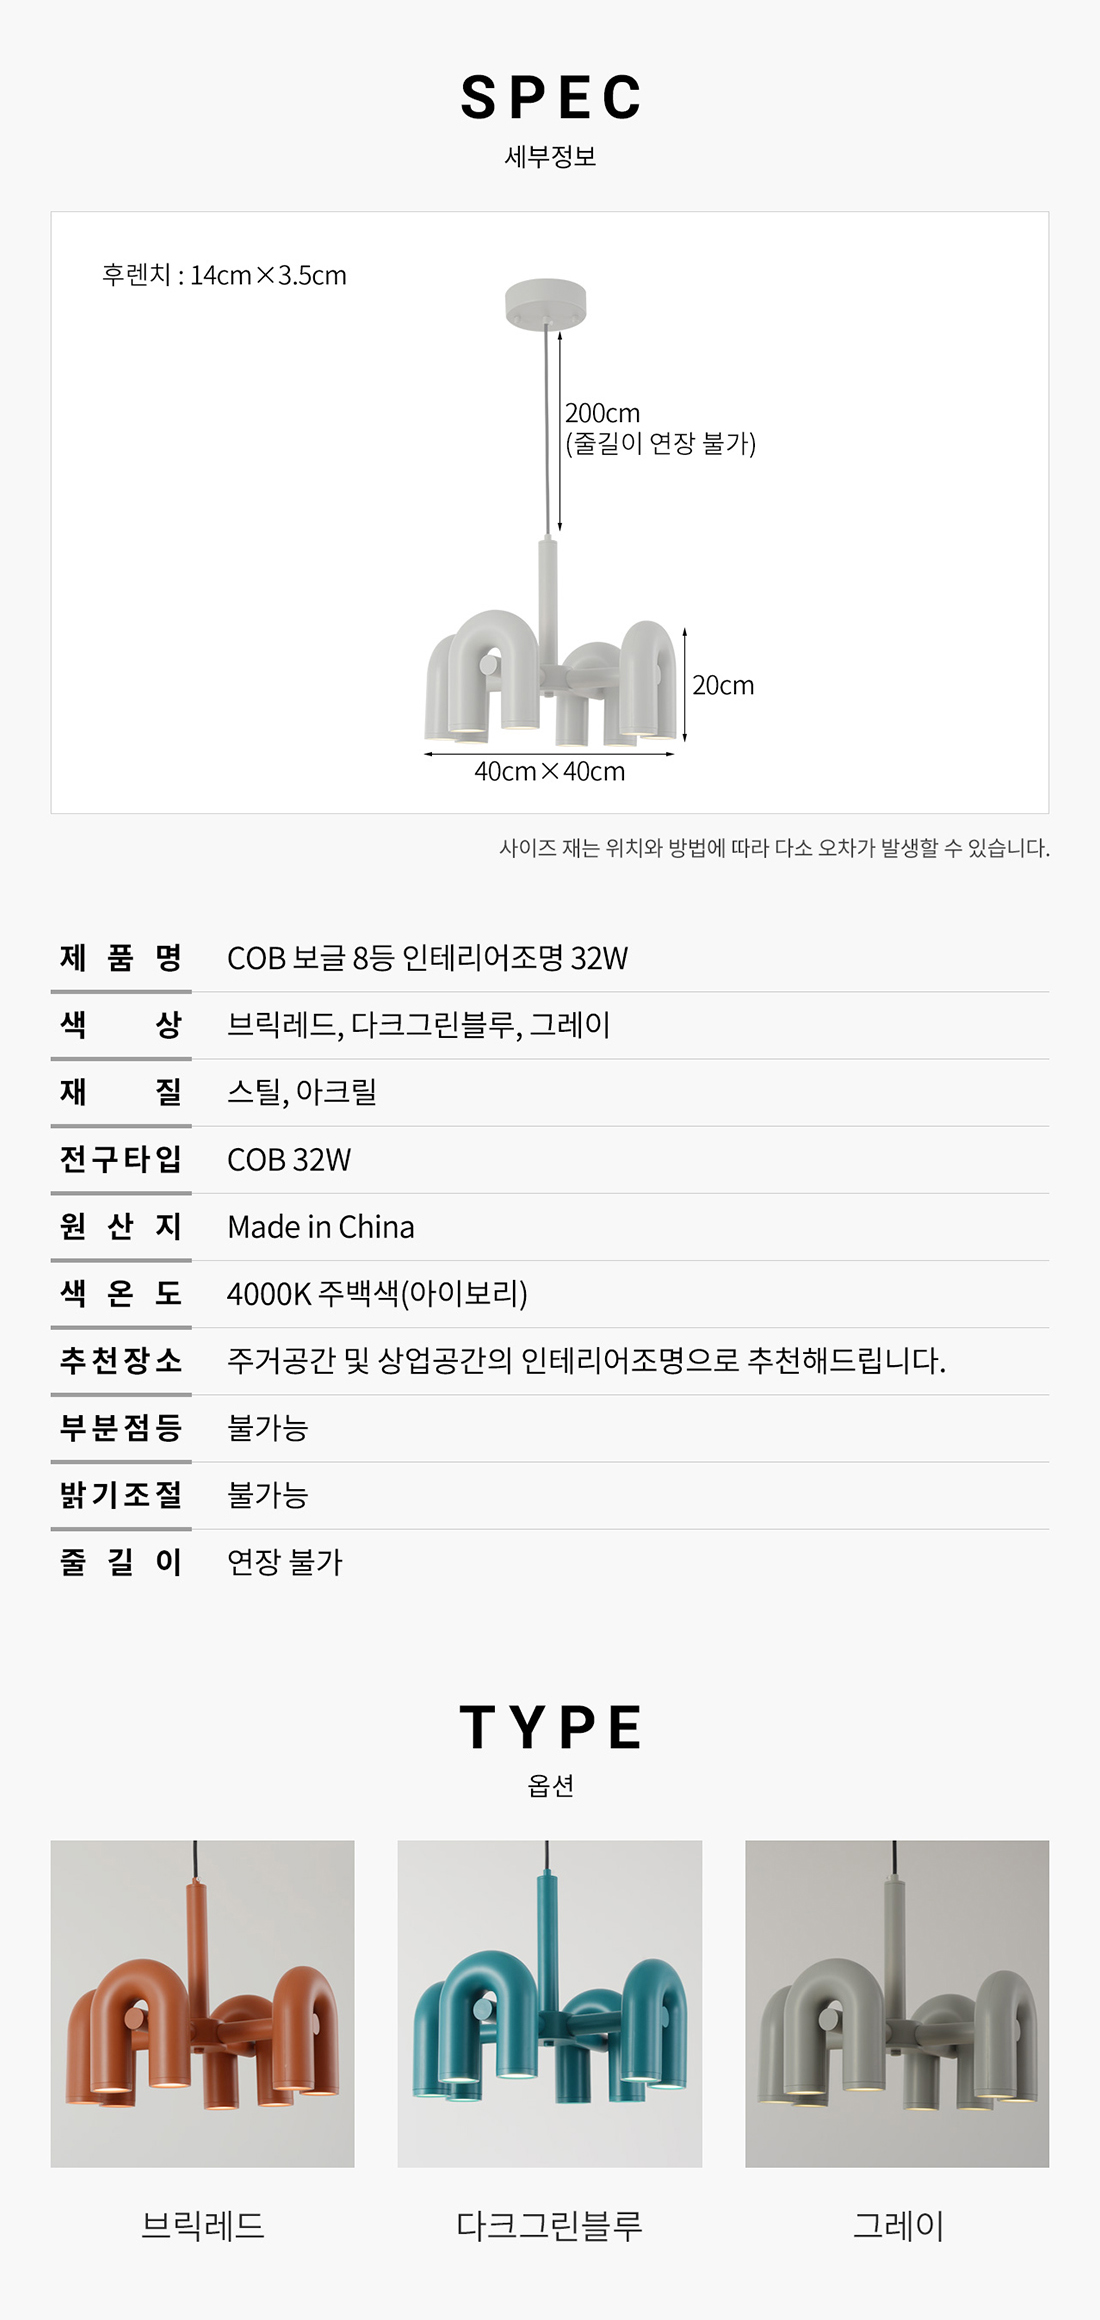 SPEC
세부정보
후렌치 : 14cm×3.5cm
200cm
(줄길이 연장 불가)
20cm
40cm×40cm
사이즈 재는 위치와 방법에 따라 다소 오차가 발생할 수 있습니다.
제 품 명 COB 보글 8등 인테리어조명 32W
색 상 브릭레드, 다크그린블루, 그레이
재 질 스틸, 아크릴
전구타입 COB 32W
원 산 지 Made in China
색 온 도 4000K 주백색(아이보리)
추천장소 주거공간 및 상업공간의 인테리어조명으로 추천해드립니다.
부분점등 불가능
밝기조절 불가능
줄 길 이 연장 불가
TYPE
옵션
브릭레드 다크그린블루 그레이